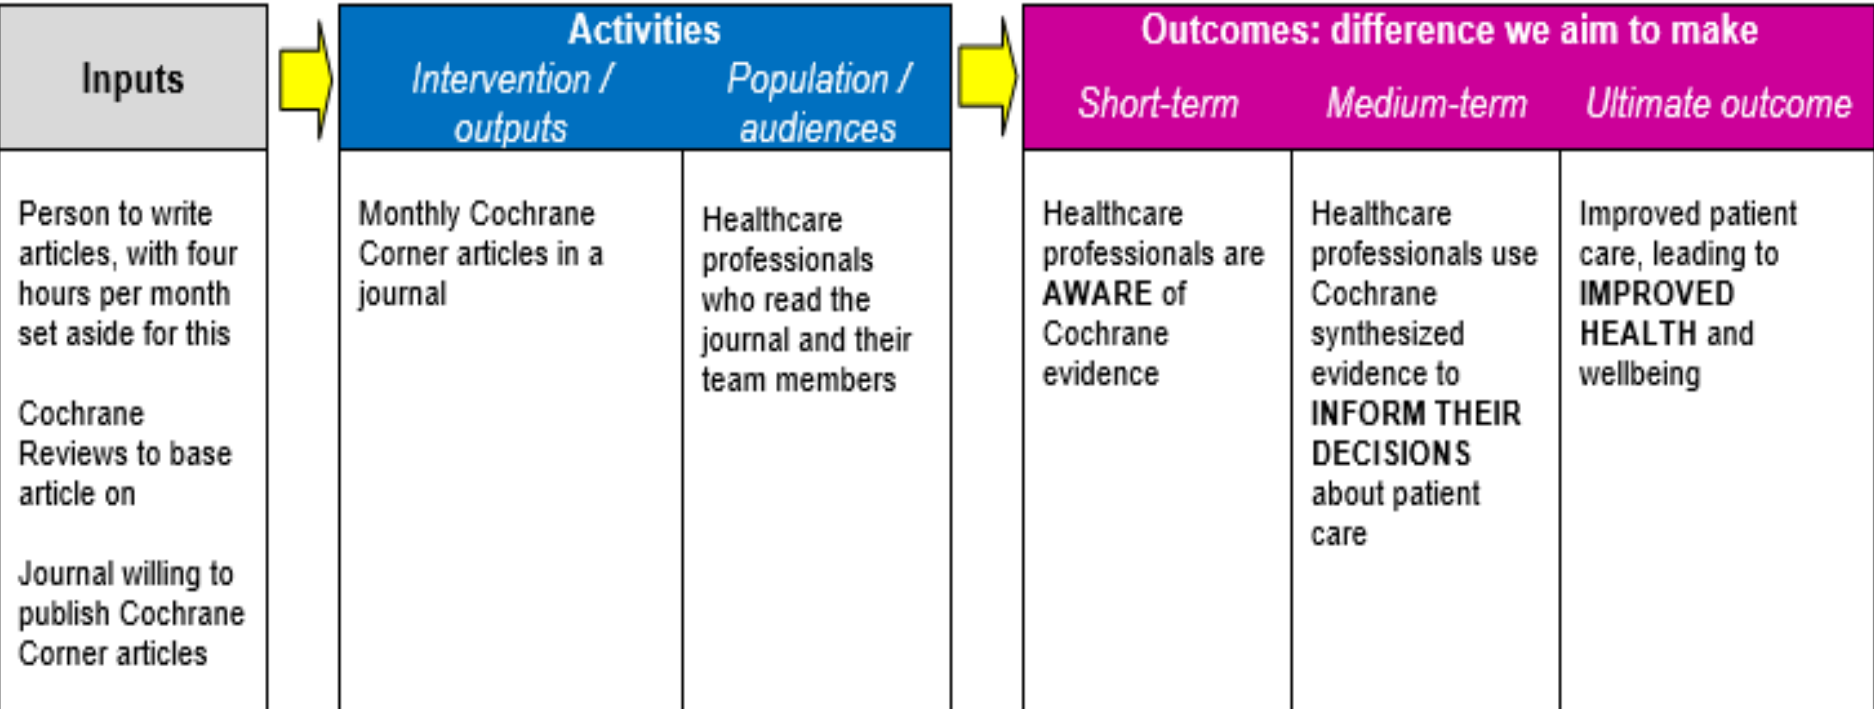 Inputs
Activities
Intervention /
outputs
Population /
audiences
Outcomes: difference we aim to make
Short-term
Medium-term
Ultimate outcome
Person to write
articles, with four
hours per month
set aside for this
Cochrane
Reviews to base
article on
Journal willing to
publish Cochrane
Corner articles
Monthly Cochrane
Corner articles in a
journal
Healthcare
professionals
who read the
journal and their
team members
Healthcare
professionals are
AWARE of
Cochrane
evidence
Healthcare
professionals use
Cochrane
synthesized
evidence to
INFORM THEIR
DECISIONS
about patient
care
Improved patient
care, leading to
IMPROVED
HEALTH and
wellbeing